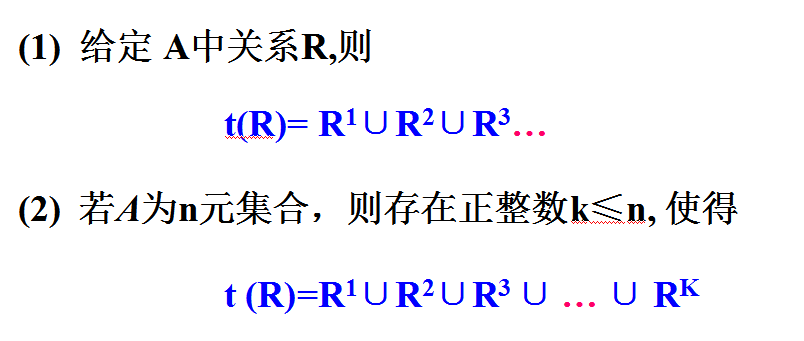 (1) 给定 A中关系R,则
t(R)= R¹∪R²∪R³…
(2) 若A为n元集合，则存在正整数k≤n, 使得
t (R)=R¹∪R²∪R³ ∪ … ∪ Rᴷ